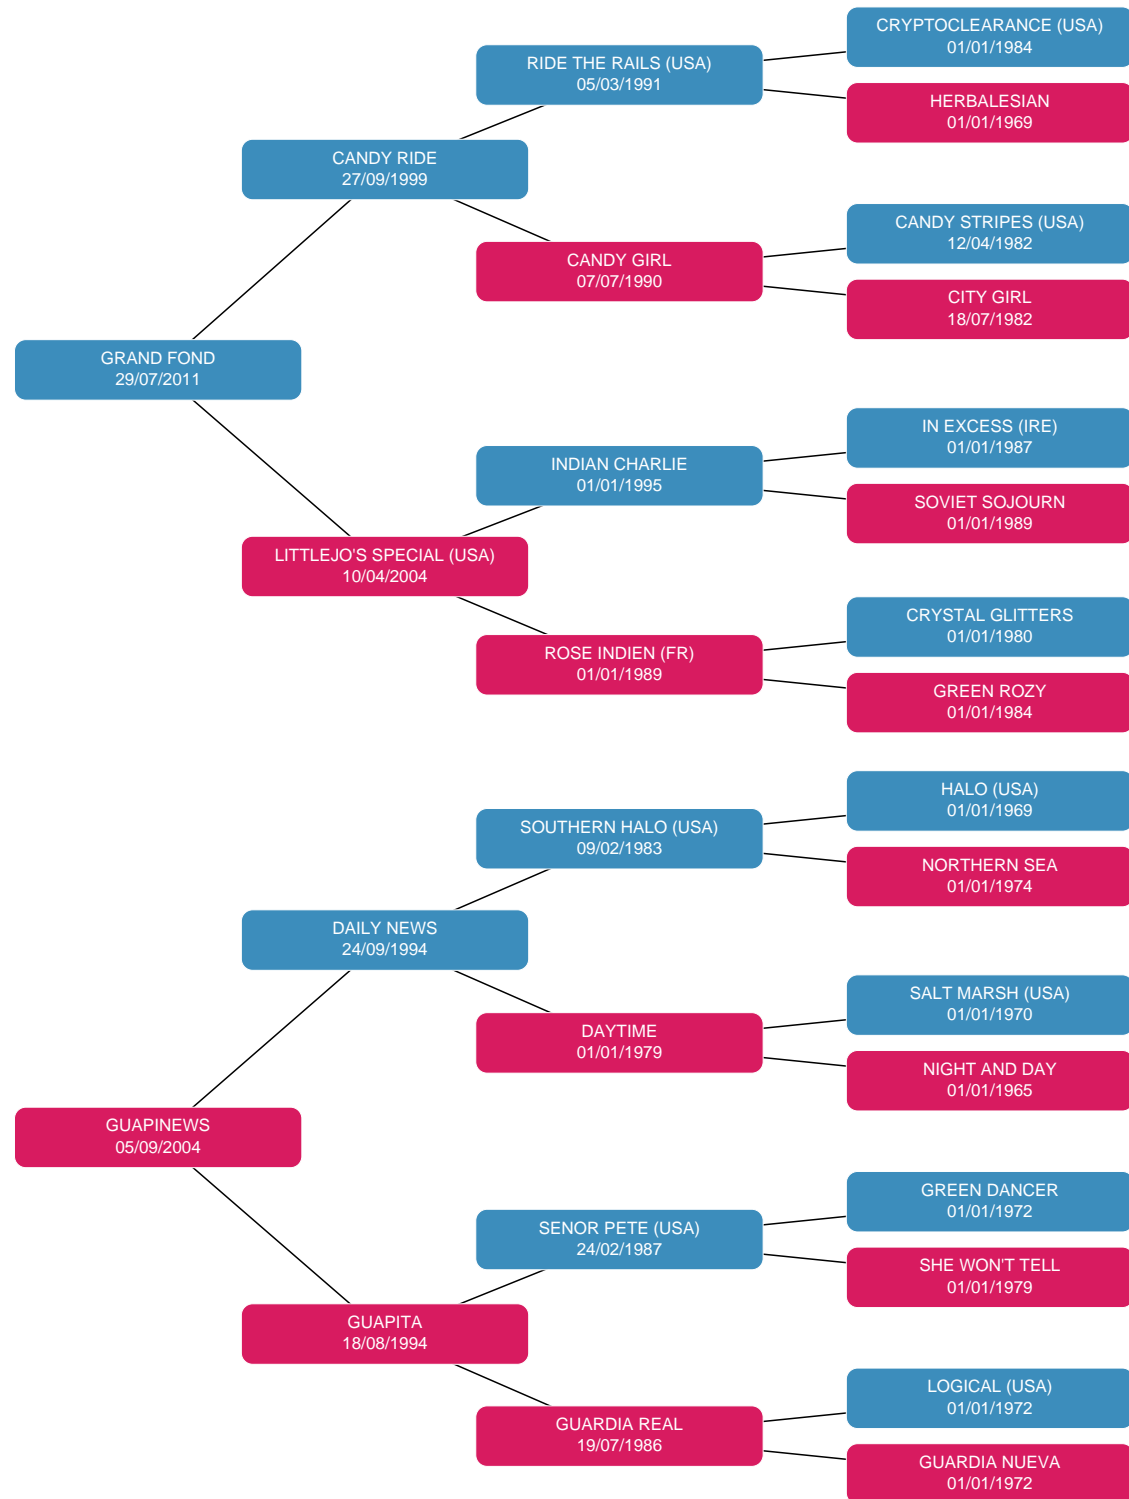 CRYPTOCLEARANCE (USA)
01/01/1984
RIDE THE RAILS (USA)
05/03/1991
HERBALESIAN
01/01/1969
CANDY RIDE
27/09/1999
CANDY STRIPES (USA)
12/04/1982
CANDY GIRL
07/07/1990
CITY GIRL
18/07/1982
GRAND FOND
29/07/2011
IN EXCESS (IRE)
01/01/1987
INDIAN CHARLIE
01/01/1995
SOVIET SOJOURN
01/01/1989
LITTLEJO'S SPECIAL (USA)
10/04/2004
CRYSTAL GLITTERS
01/01/1980
ROSE INDIEN (FR)
01/01/1989
GREEN ROZY
01/01/1984
HALO (USA)
01/01/1969
SOUTHERN HALO (USA)
09/02/1983
NORTHERN SEA
01/01/1974
DAILY NEWS
24/09/1994
SALT MARSH (USA)
01/01/1970
DAYTIME
01/01/1979
NIGHT AND DAY
01/01/1965
GUAPINEWS
05/09/2004
GREEN DANCER
01/01/1972
SENOR PETE (USA)
24/02/1987
SHE WON'T TELL
01/01/1979
GUAPITA
18/08/1994
LOGICAL (USA)
01/01/1972
GUARDIA REAL
19/07/1986
GUARDIA NUEVA
01/01/1972